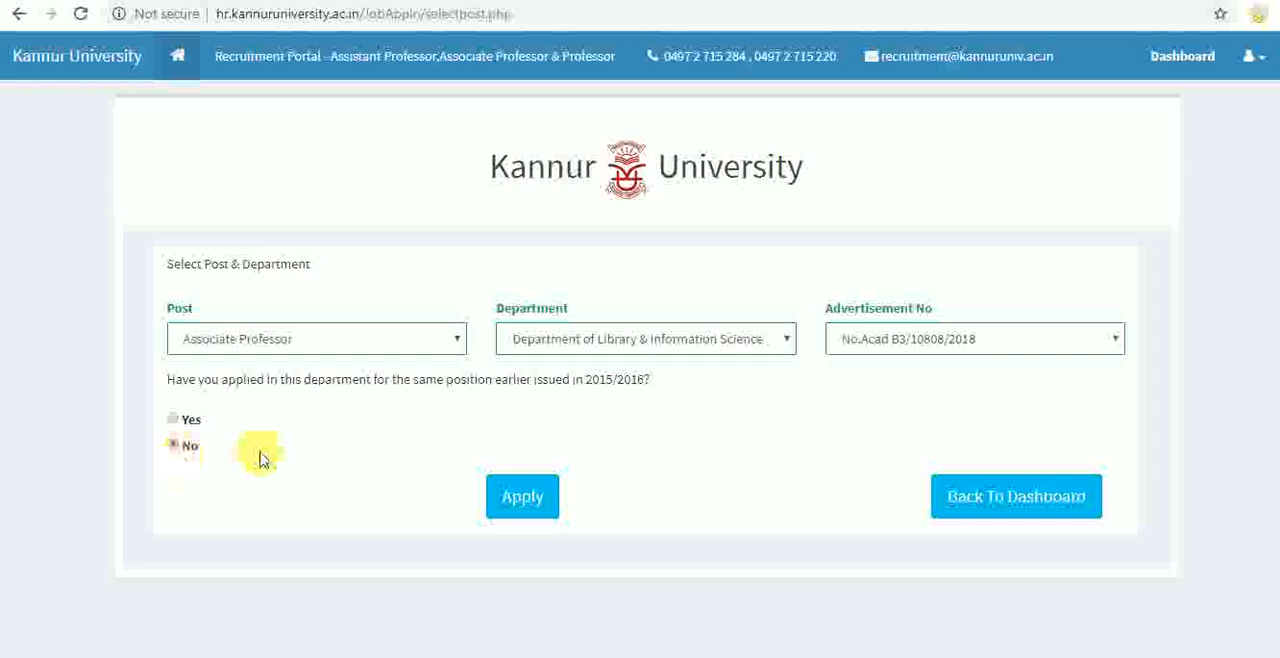 Not secure | hr.kannuruniversity.ac.in/JobAppln/selectpost.php
Kannur University
Recruitment Portal - Assistant Professor,Associate Professor & Professor
0497 2 715 284 , 0497 2 715 220
recruitment@kannuruniv.ac.in
Dashboard
Kannur University
Select Post & Department
Post
Department
Advertisement No
Associate Professor
Department of Library & Information Science
No.Acad B3/10808/2018
Have you applied in this department for the same position earlier issued in 2015/2016?
Yes
No
Apply
Back To Dashboard